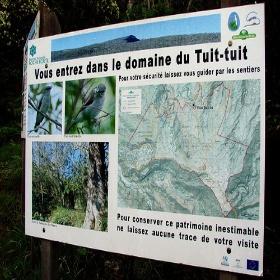 Vous entrez dans le domaine du Tuit-tuit
Pour notre sécurité laissez vous guider par les sentiers
Pour conserver ce patrimoine inestimable
ne laissez aucune trace de votre visite